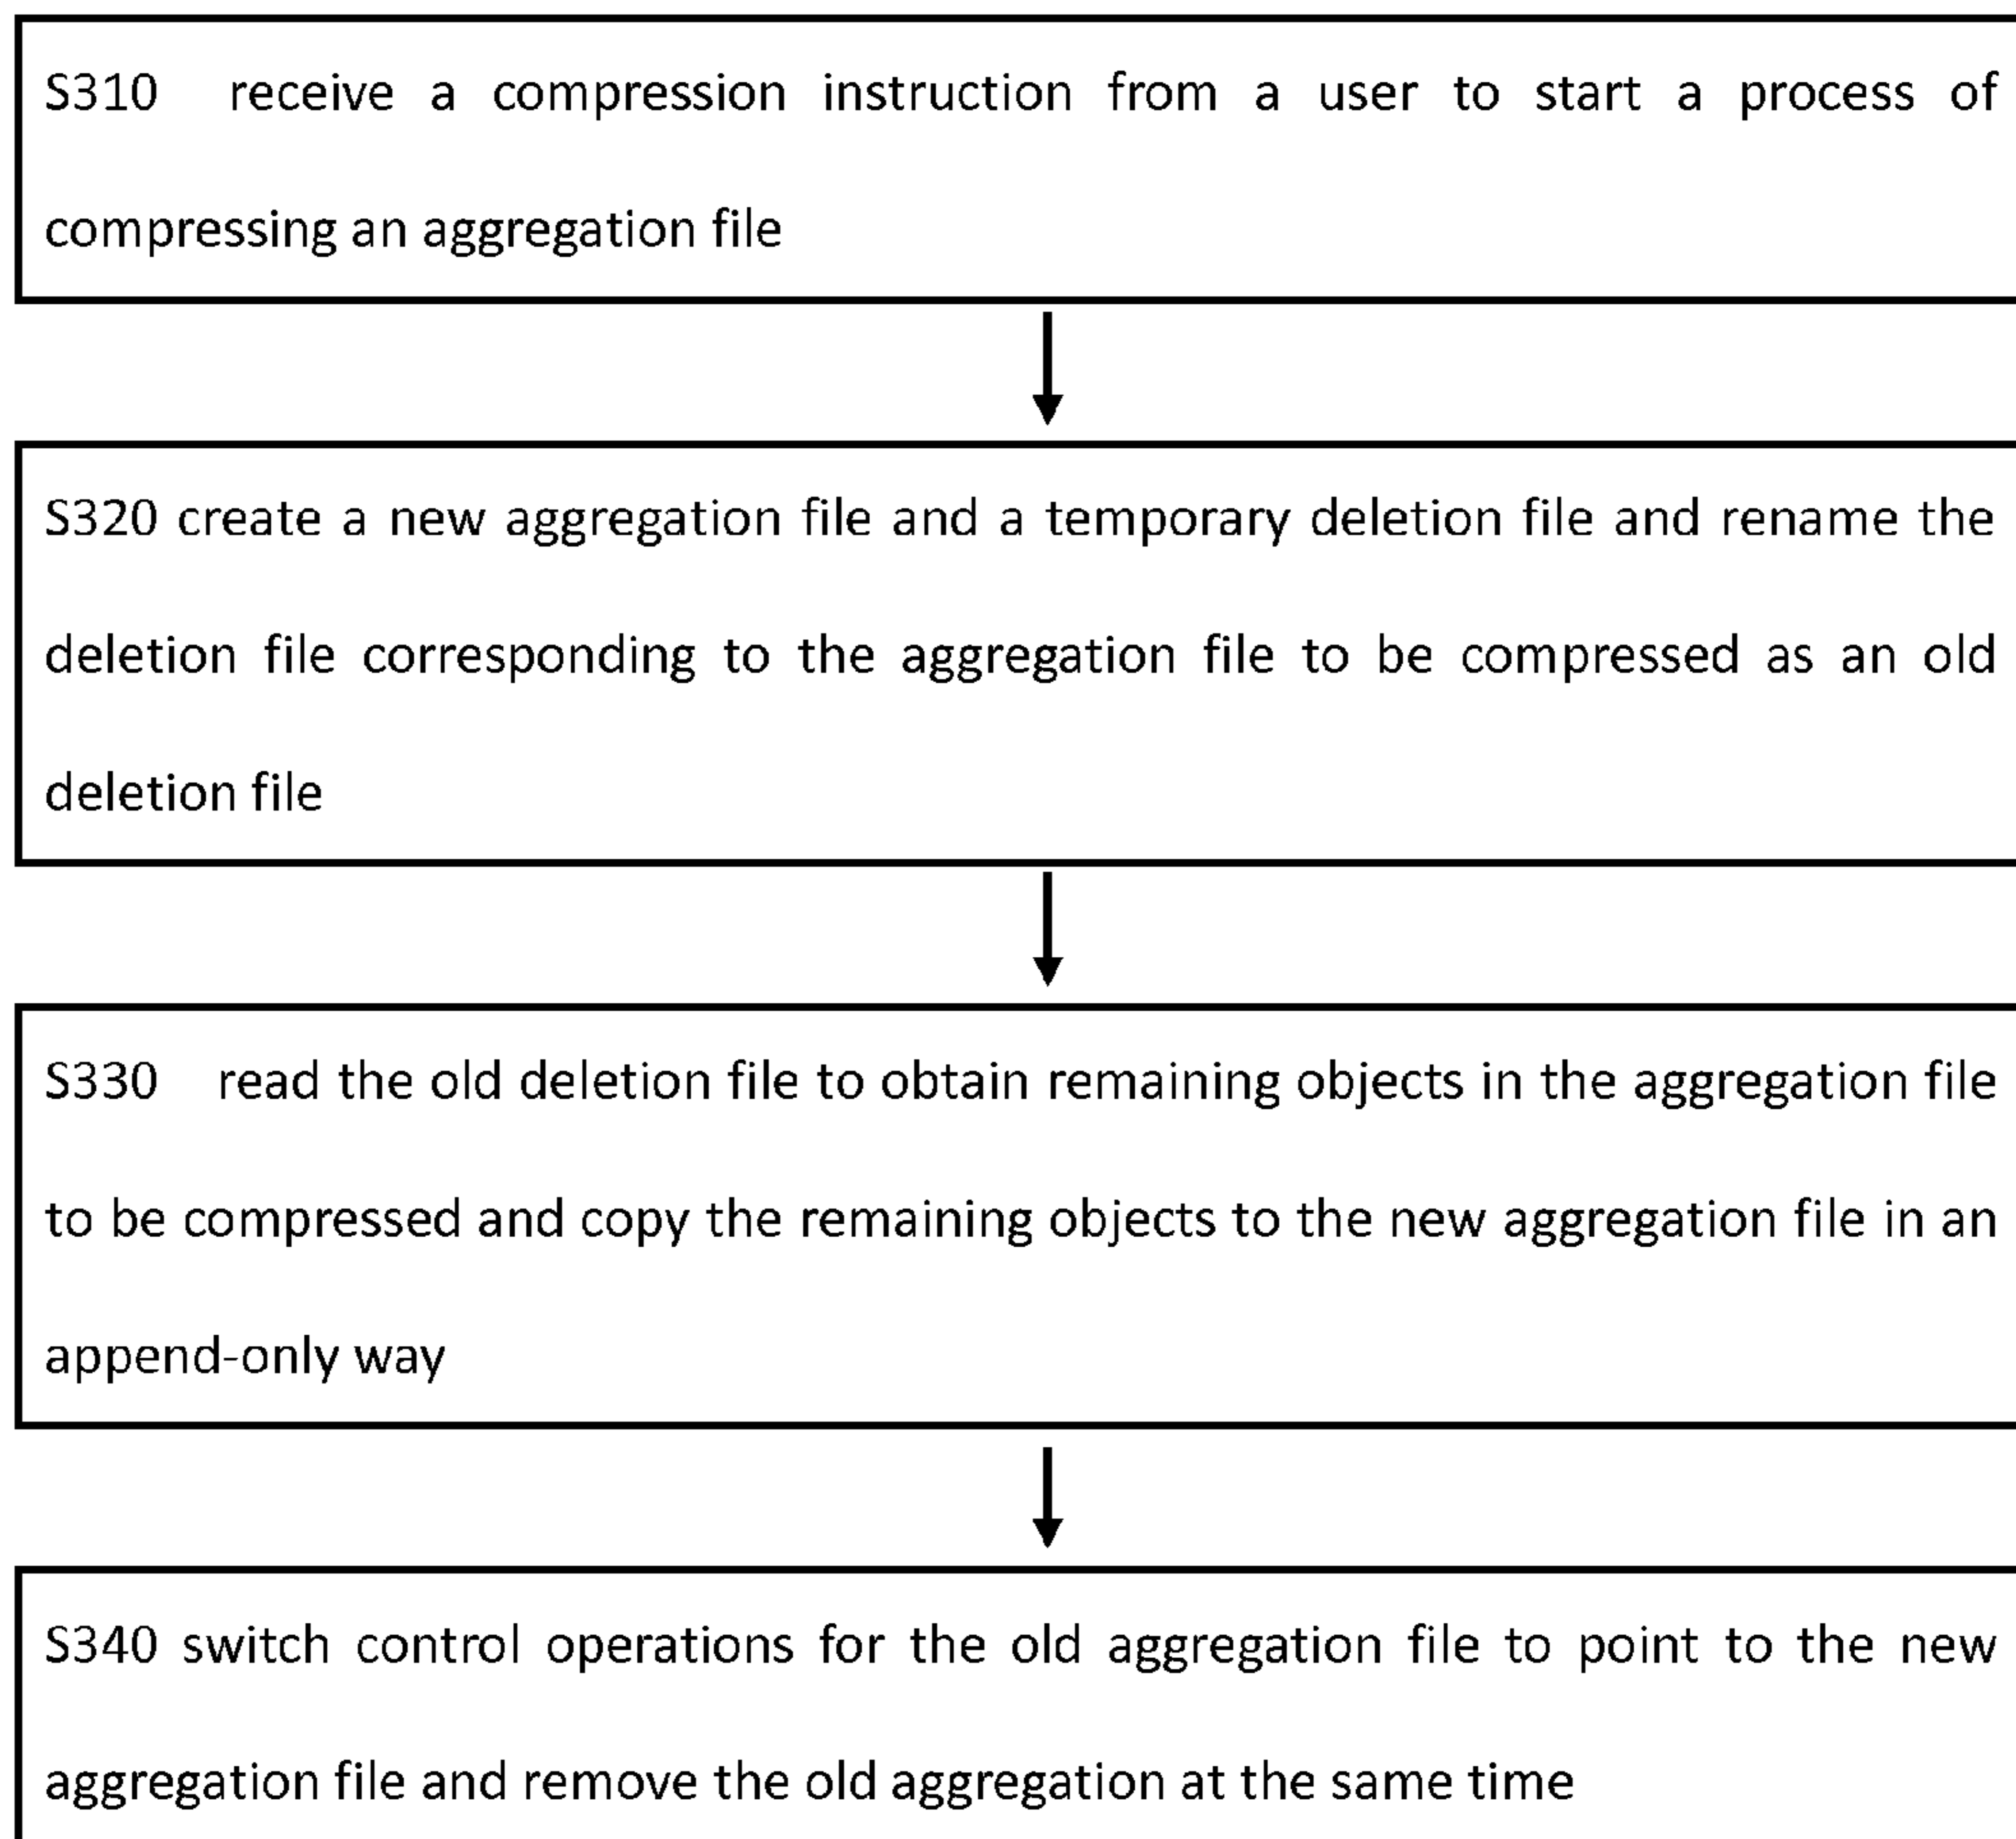 S310 receive a compression instruction from a user to start a process of
compressing an aggregation file
S320 create a new aggregation file and a temporary deletion file and rename the
deletion file corresponding to the aggregation file to be compressed as an old
deletion file
S330 read the old deletion file to obtain remaining objects in the aggregation file
to be compressed and copy the remaining objects to the new aggregation file in an
append-only way
S340 switch control operations for the old aggregation file to point to the new
aggregation file and remove the old aggregation at the same time